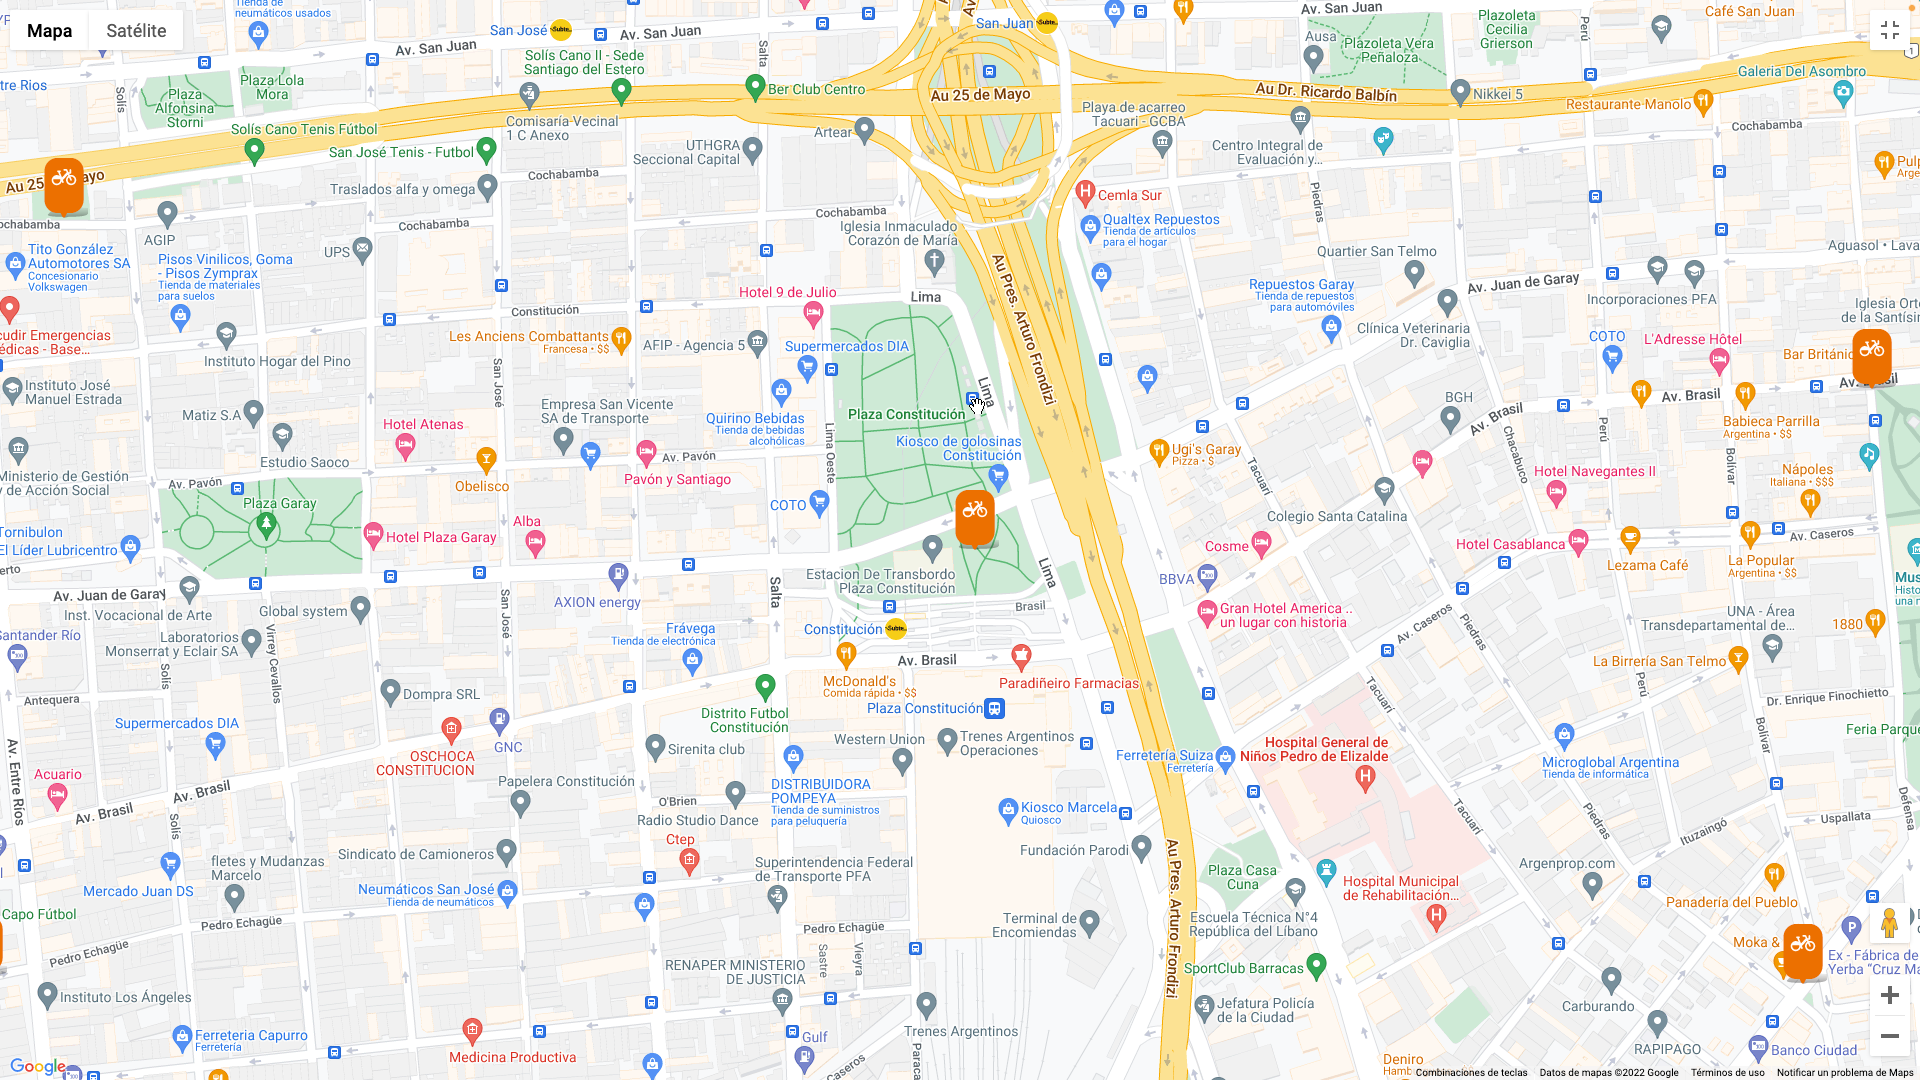 Mapa
Satélite
Tienda de
neumáticos usados
San José
Subte
Av. San Juan
Av. San Juan
San Juan
Subte
Av. San Juan
Café San Juan
Plazoleta
Cecilia
Grierson
Perú
Ausa
Plazoleta Vera
Peñaloza
Galeria Del Asombro
Solís Cano II - Sede
Santiago del Estero
Salta
Plaza Lola
Mora
Plaza
Alfonsina
Storni
Solís
tre Rios
Ber Club Centro
Au 25 de Mayo
Au Dr. Ricardo Balbín
Nikkei 5
Restaurante Manolo
Playa de acarreo
Tacuari - GCBA
Comisaría Vecinal
1 C Anexo
Solís Cano Tenis Fútbol
San José Tenis - Futbol
UTHGRA
Seccional Capital
Artear
Cochabamba
Centro Integral de
Evaluación y...
Au 25
ayo
Traslados alfa y omega
Cochabamba
Cemla Sur
Piedras
Cochabamba
Cochabamba
ochabamba
AGIP
UPS
Iglesia Inmaculado
Corazón de María
Qualtex Repuestos
Tienda de artículos
para el hogar
Quartier San Telmo
Aguasol • Lava
Tito González
Automotores SA
Concesionario
Volkswagen
Pisos Vinilicos, Goma
- Pisos Zymprax
Tienda de materiales
para suelos
Au Pres. Arturo Frondizi
Repuestos Garay
Tienda de repuestos
automóviles
Av. Juan de Garay
Incorporaciones PFA
Iglesia Orto
de la Santísir
Hotel 9 de Julio
Lima
Constitución
cudir Emergencias
édicas - Base...
Instituto Hogar del Pino
Les Anciens Combattants
Francesa • $$
AFIP - Agencia 5
Supermercados DIA
Clínica Veterinaria
Dr. Caviglia
COTO
L'Adresse Hôtel
Bar Británic
Instituto José
Manuel Estrada
San José
Matiz S.A
Hotel Atenas
Empresa San Vicente
SA de Transporte
Quirino Bebidas
Tienda de bebidas
alcohólicas
Plaza Constitución
Lima
Lima Oeste
Kiosco de golosinas
Constitución
BGH
Av. Brasil
Av. Brasil
Av. Brasil
Babieca Parrilla
Argentina • $$
Ugi's Garay
Pizza • $
Tacuarí
Chacabuco
Perú
Bolívar
Estudio Saoco
Ministerio de Gestión
y de Acción Social
Av. Pavón
Av. Pavón
Obelisco
Pavón y Santiago
Hotel Navegantes II
Nápoles
Italiana • $$$
Plaza Garay
COTO
Alba
Hotel Plaza Garay
Colegio Santa Catalina
Tornibulon
El Líder Lubricentro
Cosme
Hotel Casablanca
Lezama Café
La Popular
Argentina • $$
Av. Caseros
Estacion De Transbordo
Plaza Constitución
Lima
BBVA
Av. Juan de Garay
Inst. Vocacional de Arte
Global system
AXION energy
Salta
San José
Brasil
Gran Hotel America ..
un lugar con historia
Constitución
Subte
Frávega
Tienda de electrónica
Laboratorios
Monserrat y Eclair SA
Virrey Cevallos
Santander Río
Solís
Av. Caseros
Piedras
UNA - Área
Transdepartamental de...
1880
La Birrería San Telmo
Av. Brasil
McDonald's
Comida rápida • $$
Paradiñeiro Farmacias
Plaza Constitución
Antequera
Dompra SRL
Distrito Futbol
Constitución
Tacuarí
Perú
Dr. Enrique Finochietto
Supermercados DIA
GNC
OSCHOCA
CONSTITUCION
Sirenita club
Western Union
Trenes Argentinos
Operaciones
Ferretería Suiza
Ferretería
Hospital General de
Niños Pedro de Elizalde
Microglobal Argentina
Tienda de informática
Bolívar
Feria Parque
Av. Entre Ríos
Acuario
Av. Brasil
Av. Brasil
Solís
Papelera Constitución
O'Brien
Radio Studio Dance
DISTRIBUIDORA
POMPEYA
Tienda de suministros
para peluquería
Kiosco Marcela
Quiosco
Tacuarí
Piedras
Ituzaingó
Uspallata
Defensa
Ctep
Fundación Parodi
Au Pres. Arturo Frondizi
Sindicato de Camioneros
fletes y Mudanzas
Marcelo
Mercado Juan DS
Neumáticos San José
Tienda de neumáticos
Superintendencia Federal
de Transporte PFA
Plaza Casa
Cuna
Hospital Municipal
de Rehabilitación...
Argenprop.com
Panadería del Pueblo
Capo Fútbol
Pedro Echagüe
Pedro Echagüe
Pedro Echagüe
Terminal de
Encomiendas
Escuela Técnica N°4
República del Líbano
Moka &
Ex - Fábrica de
Yerba “Cruz Ma
RENAPER MINISTERIO
DE JUSTICIA
Sastre
Vieyra
SportClub Barracas
Instituto Los Ángeles
Jefatura Policía
de la Ciudad
Carburando
Ferreteria Capurro
Ferretería
Medicina Productiva
Gulf
Trenes Argentinos
RAPIPAGO
Banco Ciudad
Caseros
Paraca
Deniro
Google
Combinaciones de teclas
Datos de mapas ©2022 Google
Términos de uso
Notificar un problema de Maps